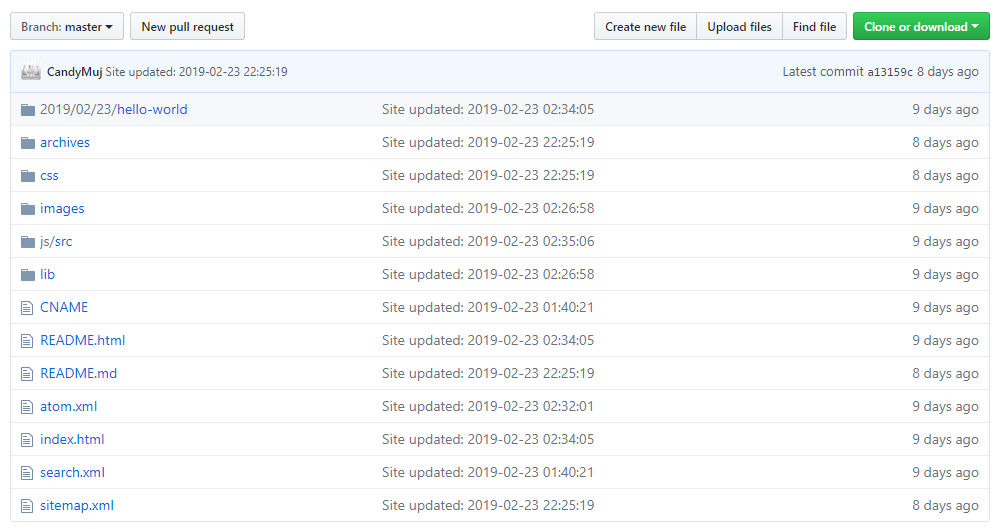 Branch: master New pull request Create new file Upload files Find file Clone or download
CandyMuj Site updated: 2019-02-23 22:25:19 Latest commit a13159c 8 days ago
2019/02/23/hello-world Site updated: 2019-02-23 02:34:05 9 days ago
archives Site updated: 2019-02-23 22:25:19 8 days ago
css Site updated: 2019-02-23 22:25:19 8 days ago
images Site updated: 2019-02-23 02:26:58 9 days ago
js/src Site updated: 2019-02-23 02:35:06 9 days ago
lib Site updated: 2019-02-23 02:26:58 9 days ago
CNAME Site updated: 2019-02-23 01:40:21 9 days ago
README.html Site updated: 2019-02-23 02:34:05 9 days ago
README.md Site updated: 2019-02-23 22:25:19 8 days ago
atom.xml Site updated: 2019-02-23 02:32:01 9 days ago
index.html Site updated: 2019-02-23 02:34:05 9 days ago
search.xml Site updated: 2019-02-23 01:40:21 9 days ago
sitemap.xml Site updated: 2019-02-23 22:25:19 8 days ago